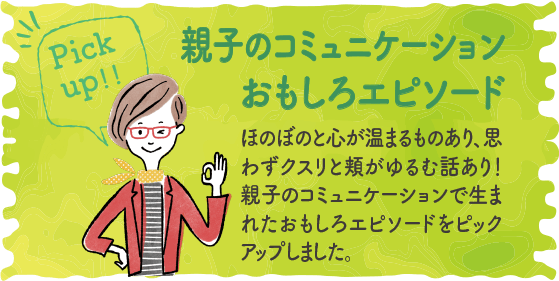 Pick
up!!
親子のコミュニケーション
おもしろエピソード
ほのぼのと心が温まるものあり、思
わずクスリと頬がゆるむ話あり！
親子のコミュニケーションで生ま
れたおもしろエピソードをピック
アップしました。